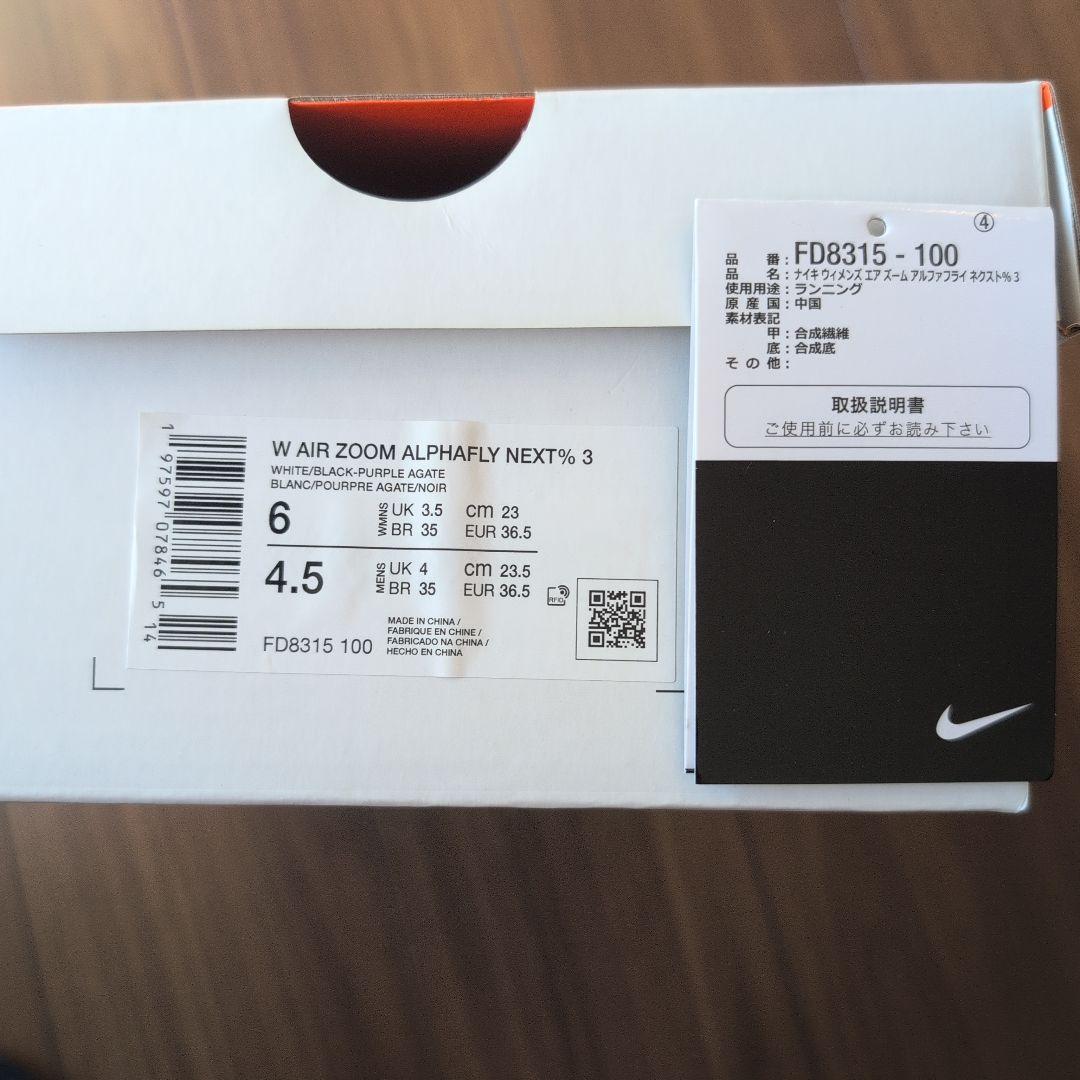 W AIR ZOOM ALPHAFLY NEXT% 3
WHITE/BLACK-PURPLE AGATE
BLANC/POURPRE AGATE/NOIR
6 WMNS UK 3.5 cm 23
BR 35 EUR 36.5
4.5 MENS UK 4 cm 23.5
BR 35 EUR 36.5
RFID
FD8315 100
MADE IN CHINA /
FABRIQUE EN CHINE /
FABRICADO NA CHINA /
HECHO EN CHINA
1 97597 07846 5 14
④
品 番：FD8315 - 100
品 名：ナイキ ウィメンズ エア ズーム アルファフライ ネクスト% 3
使用用途：ランニング
原 産 国：中国
素材表記
甲：合成繊維
底：合成底
そ の 他：
取扱説明書
ご使用前に必ずお読み下さい